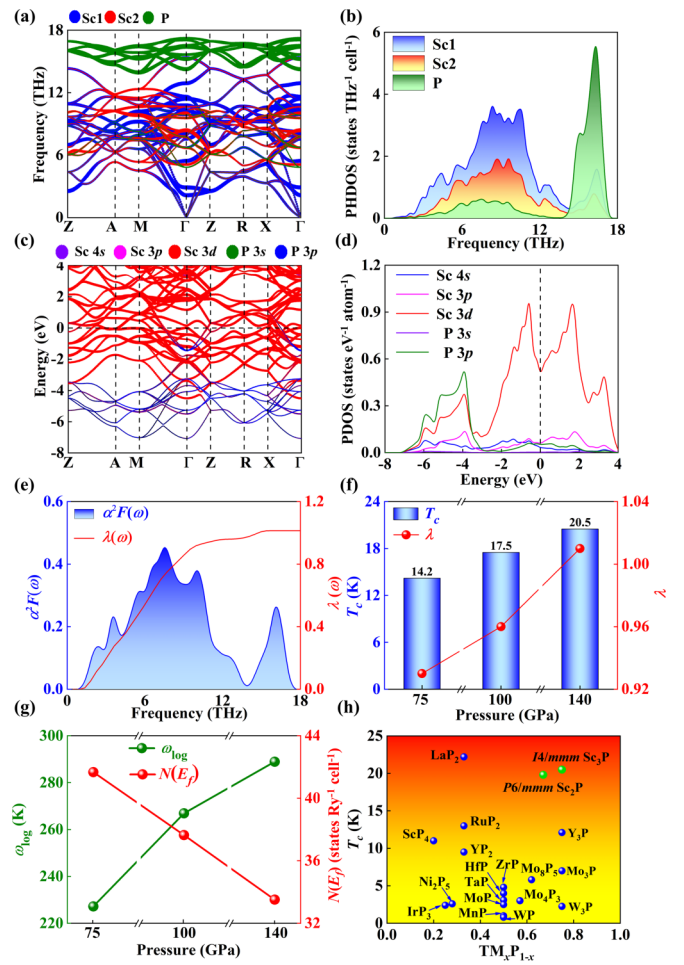 (a) Sc1 Sc2 P
18
12
6
0
Frequency (THz)
Z A M Γ Z R X Γ
(b)
Sc1
Sc2
P
6
4
2
0
PHDOS (states THz⁻¹ cell⁻¹)
0 6 12 18
Frequency (THz)
(c) Sc 4s Sc 3p Sc 3d P 3s P 3p
4
2
0
-2
-4
-6
-8
Energy (eV)
Z A M Γ Z R X Γ
(d)
Sc 4s
Sc 3p
Sc 3d
P 3s
P 3p
1.2
0.9
0.6
0.3
0.0
PDOS (states eV⁻¹ atom⁻¹)
-8 -6 -4 -2 0 2 4
Energy (eV)
(e)
α²F(ω)
λ(ω)
0.6
0.4
0.2
0.0
α²F(ω)
1.2
0.9
0.6
0.3
0.0
λ (ω)
0 6 12 18
Frequency (THz)
(f)
T_c
λ
24
18
12
6
0
T_c (K)
14.2
17.5
20.5
1.04
1.00
0.96
0.92
λ
75 100 140
Pressure (GPa)
(g)
ω_log
N(E_f)
300
280
260
240
220
ω_log (K)
44
40
36
32
N(E_f) (states Ry⁻¹ cell⁻¹)
75 100 140
Pressure (GPa)
(h)
25
20
15
10
5
0
T_c (K)
LaP₂
I4/mmm Sc₃P
P6/mmm Sc₂P
RuP₂
ScP₄
YP₂
Y₃P
ZrP
HfP
Mo₈P₅
Mo₃P
TaP
Ni₂P₅
MoP
Mo₄P₃
IrP₃
MnP
WP
W₃P
0.0 0.2 0.4 0.6 0.8 1.0
TMₓP₁₋ₓ